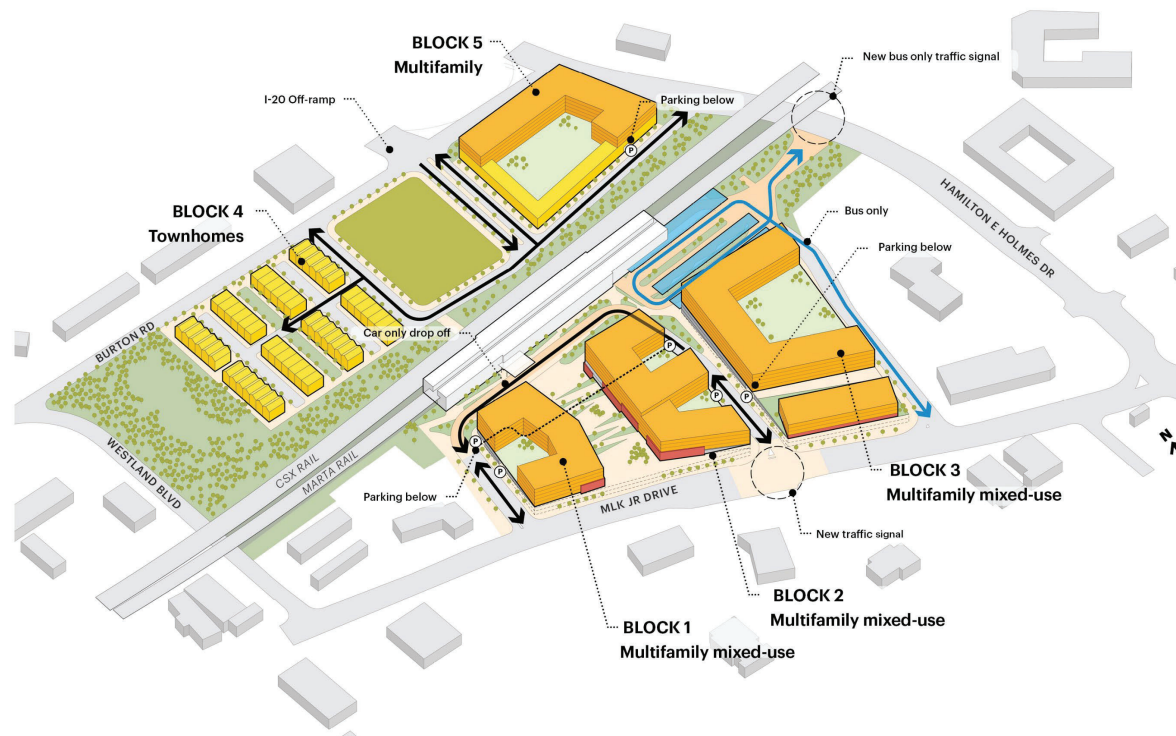 BLOCK 5
Multifamily
New bus only traffic signal
I-20 Off-ramp
Parking below
P
HAMILTON E HOLMES DR
BLOCK 4
Townhomes
Bus only
Parking below
BURTON RD
Car only drop off
P
P
P
WESTLAND BLVD
CSX RAIL
MARTA RAIL
P
P
Parking below
MLK JR DRIVE
BLOCK 3
Multifamily mixed-use
New traffic signal
BLOCK 2
Multifamily mixed-use
BLOCK 1
Multifamily mixed-use
N